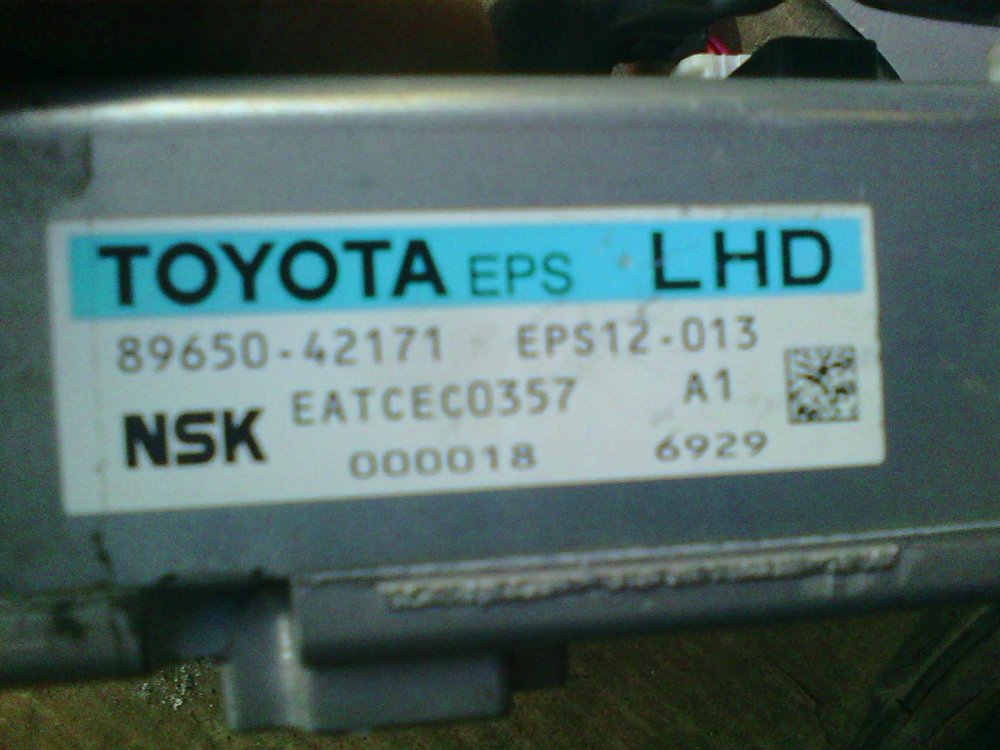 TOYOTA EPS LHD
89650-42171 EPS12-013
EATCEC0357 A1
NSK
000018 6929